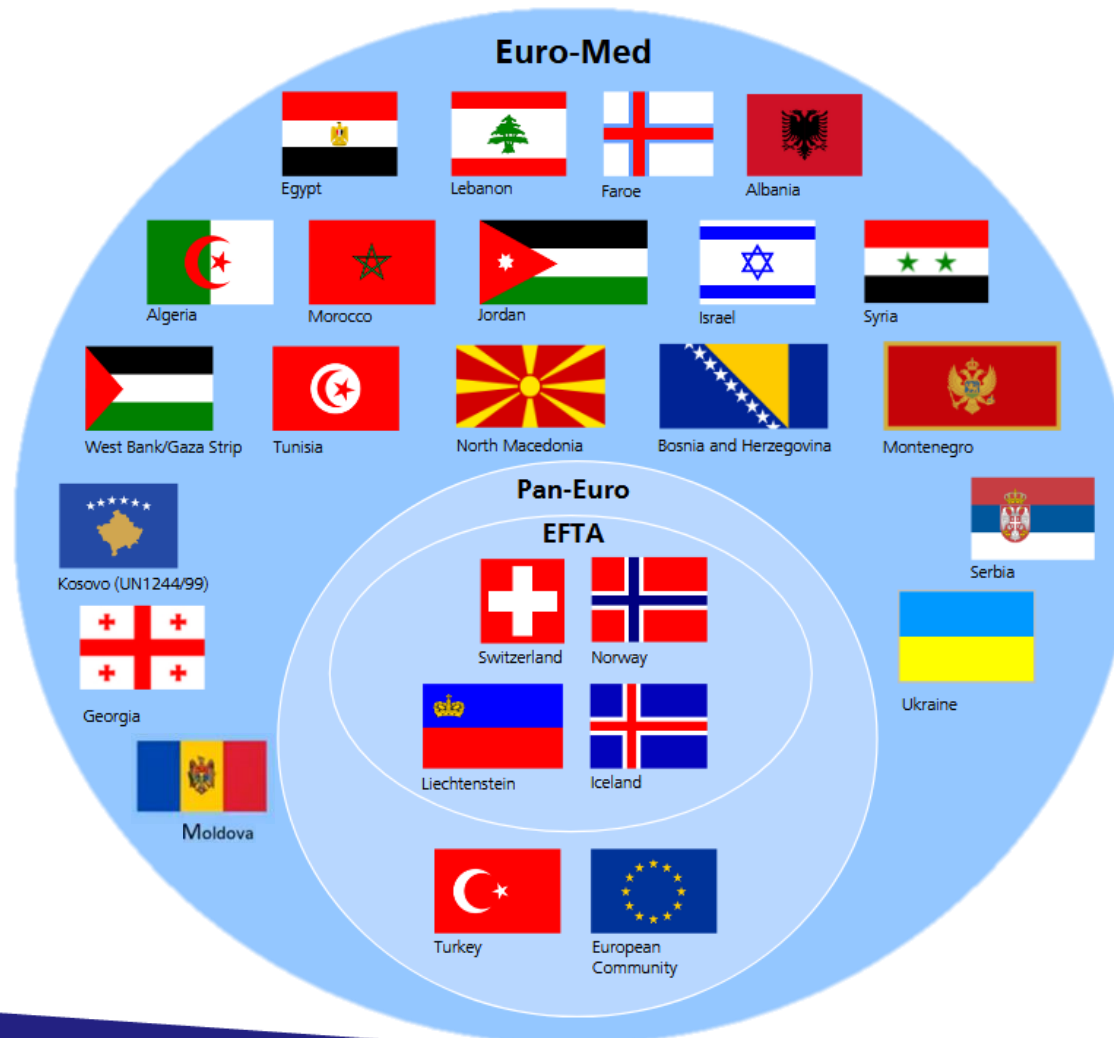 Euro-Med
Egypt
Lebanon
Faroe
Albania
Algeria
Morocco
Jordan
Israel
Syria
West Bank/Gaza Strip
Tunisia
North Macedonia
Bosnia and Herzegovina
Montenegro
Pan-Euro
EFTA
Kosovo (UN1244/99)
Serbia
Switzerland
Norway
Georgia
Ukraine
Liechtenstein
Iceland
Moldova
Turkey
European
Community